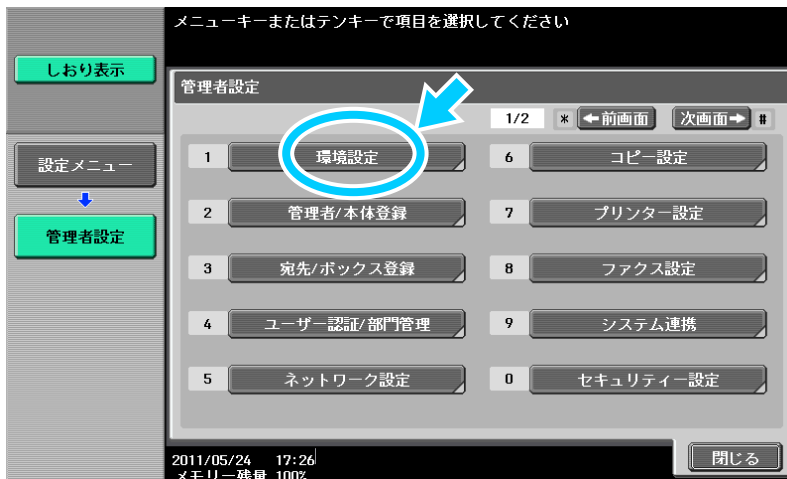 メニューキーまたはテンキーで項目を選択してください
しおり表示
設定メニュー
管理者設定
管理者設定
1/2 * ←前画面 次画面→ #
1 環境設定
6 コピー設定
2 管理者/本体登録
7 プリンター設定
3 宛先/ボックス登録
8 ファクス設定
4 ユーザー認証/部門管理
9 システム連携
5 ネットワーク設定
0 セキュリティー設定
2011/05/24 17:26
メモリー残量 100%
閉じる